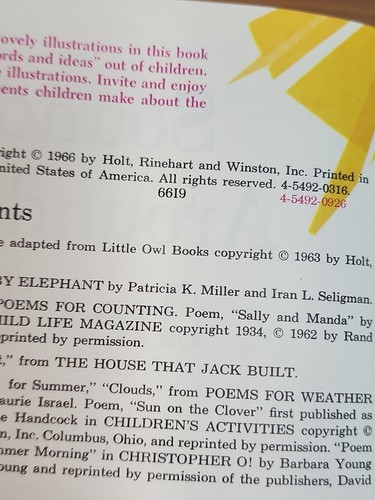 lovely illustrations in this book
ords and ideas" out of children.
e illustrations. Invite and enjoy
ents children make about the
right © 1966 by Holt, Rinehart and Winston, Inc. Printed in
nited States of America. All rights reserved. 4-5492-0316.
6619 4-5492-0926
nts
e adapted from Little Owl Books copyright © 1963 by Holt,
BY ELEPHANT by Patricia K. Miller and Iran L. Seligman.
POEMS FOR COUNTING. Poem, "Sally and Manda" by
HILD LIFE MAGAZINE copyright 1934, © 1962 by Rand
eprinted by permission.
t," from THE HOUSE THAT JACK BUILT.
for Summer," "Clouds," from POEMS FOR WEATHER
aurie Israel. Poem, "Sun on the Clover" first published as
e Handcock in CHILDREN'S ACTIVITIES copyright ©
n, Inc. Columbus, Ohio, and reprinted by permission. "Poem
mmer Morning" in CHRISTOPHER O! by Barbara Young
oung and reprinted by permission of the publishers, David